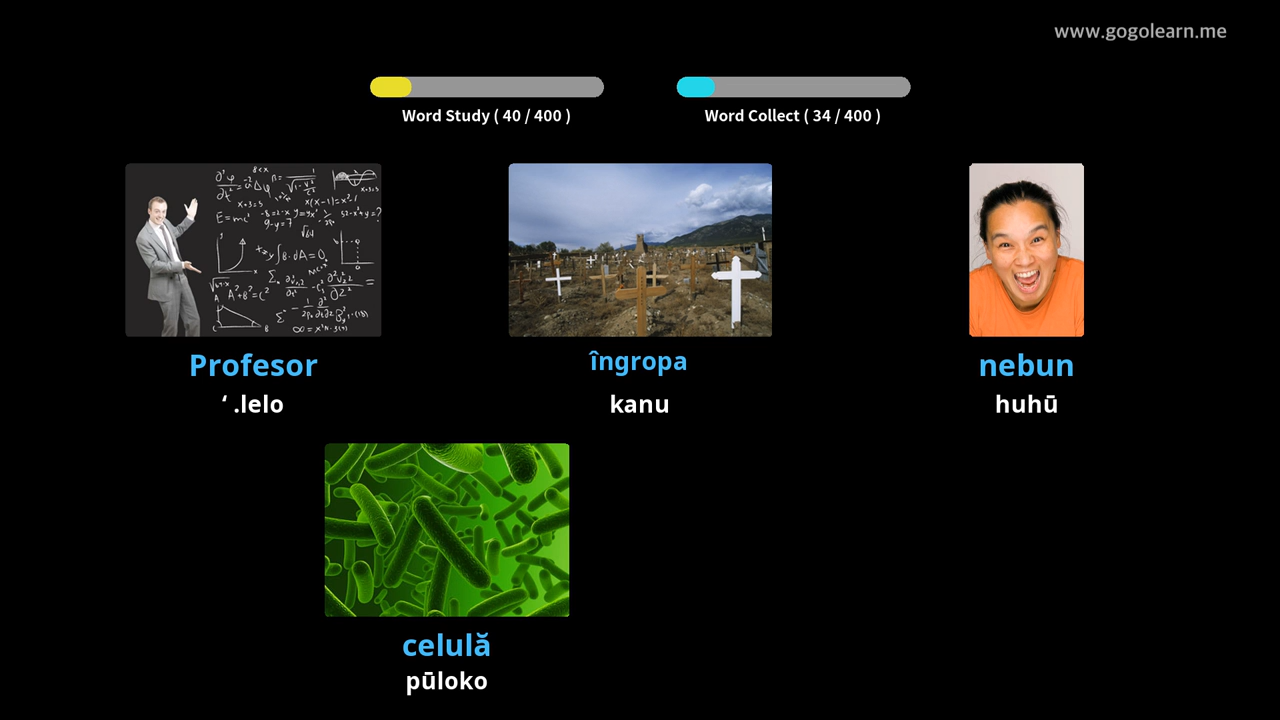 www.gogolearn.me
Word Study ( 40 / 400 )
Word Collect ( 34 / 400 )
Profesor
îngropa
nebun
‘ .lelo
kanu
huhū
celulă
pūloko